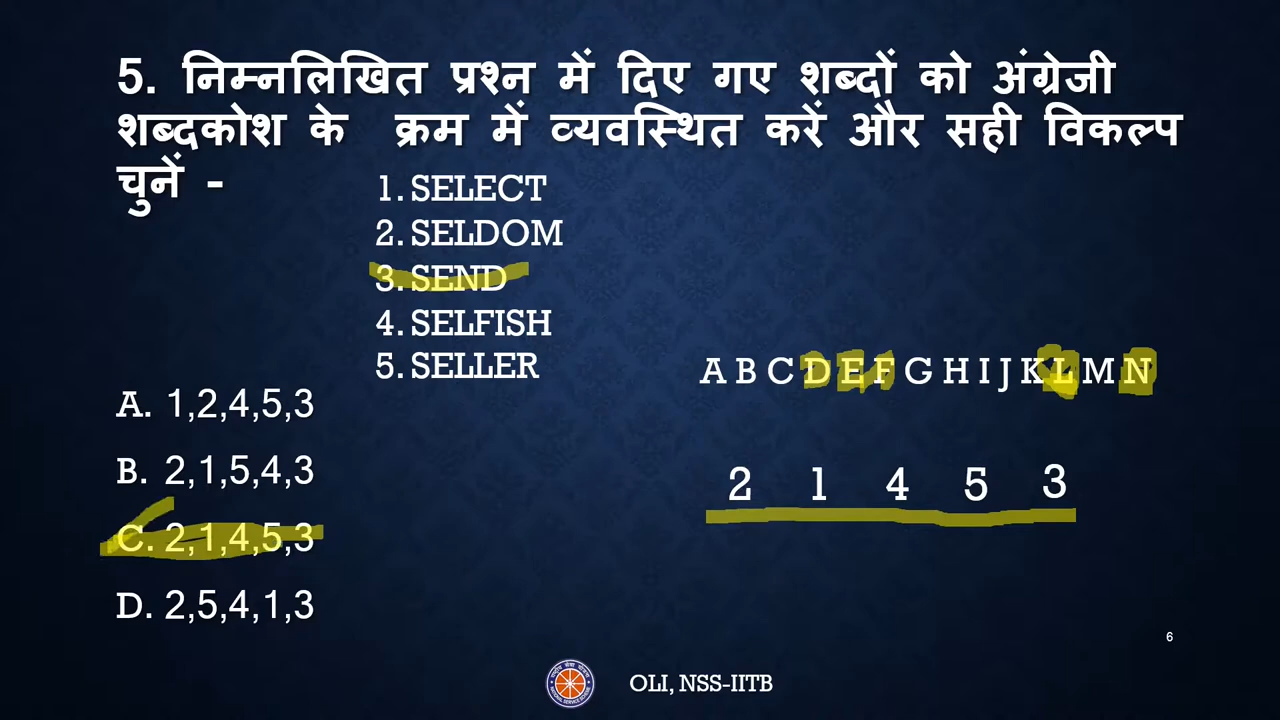 5. निम्नलिखित प्रश्न में दिए गए शब्दों को अंग्रेजी
शब्दकोश के क्रम में व्यवस्थित करें और सही विकल्प
चुनें -
1. SELECT
2. SELDOM
3. SEND
4. SELFISH
5. SELLER
A B C D E F G H I J K L M N
A. 1,2,4,5,3
B. 2,1,5,4,3
C. 2,1,4,5,3
D. 2,5,4,1,3
2 1 4 5 3
6
OLI, NSS-IITB